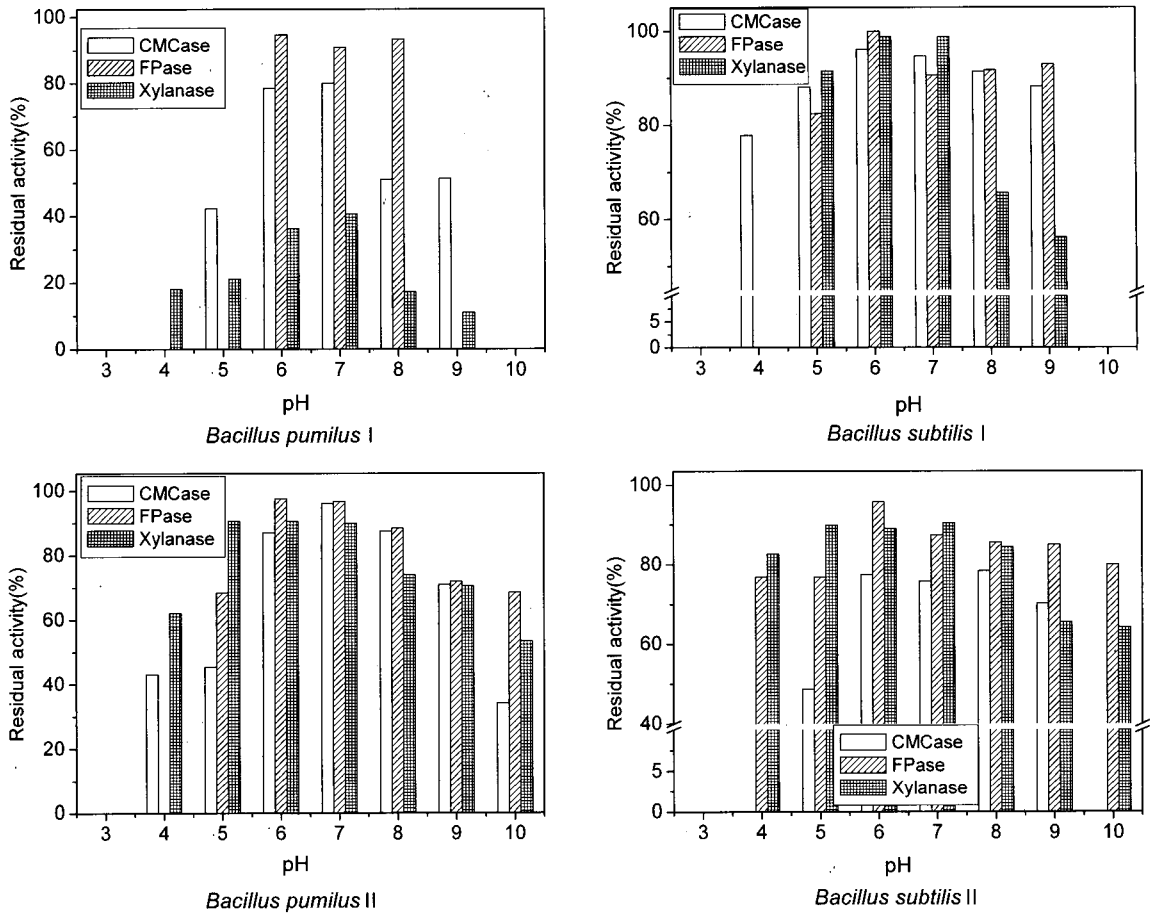 CMCase
FPase
Xylanase
100
80
60
40
20
0
Residual activity(%)
3 4 5 6 7 8 9 10
pH
Bacillus pumilus I
CMCase
FPase
Xylanase
100
80
60
5
0
Residual activity(%)
3 4 5 6 7 8 9 10
pH
Bacillus subtilis I
CMCase
FPase
Xylanase
100
80
60
40
20
0
Residual activity(%)
3 4 5 6 7 8 9 10
pH
Bacillus pumilus II
100
80
60
40
5
0
Residual activity(%)
CMCase
FPase
Xylanase
3 4 5 6 7 8 9 10
pH
Bacillus subtilis II